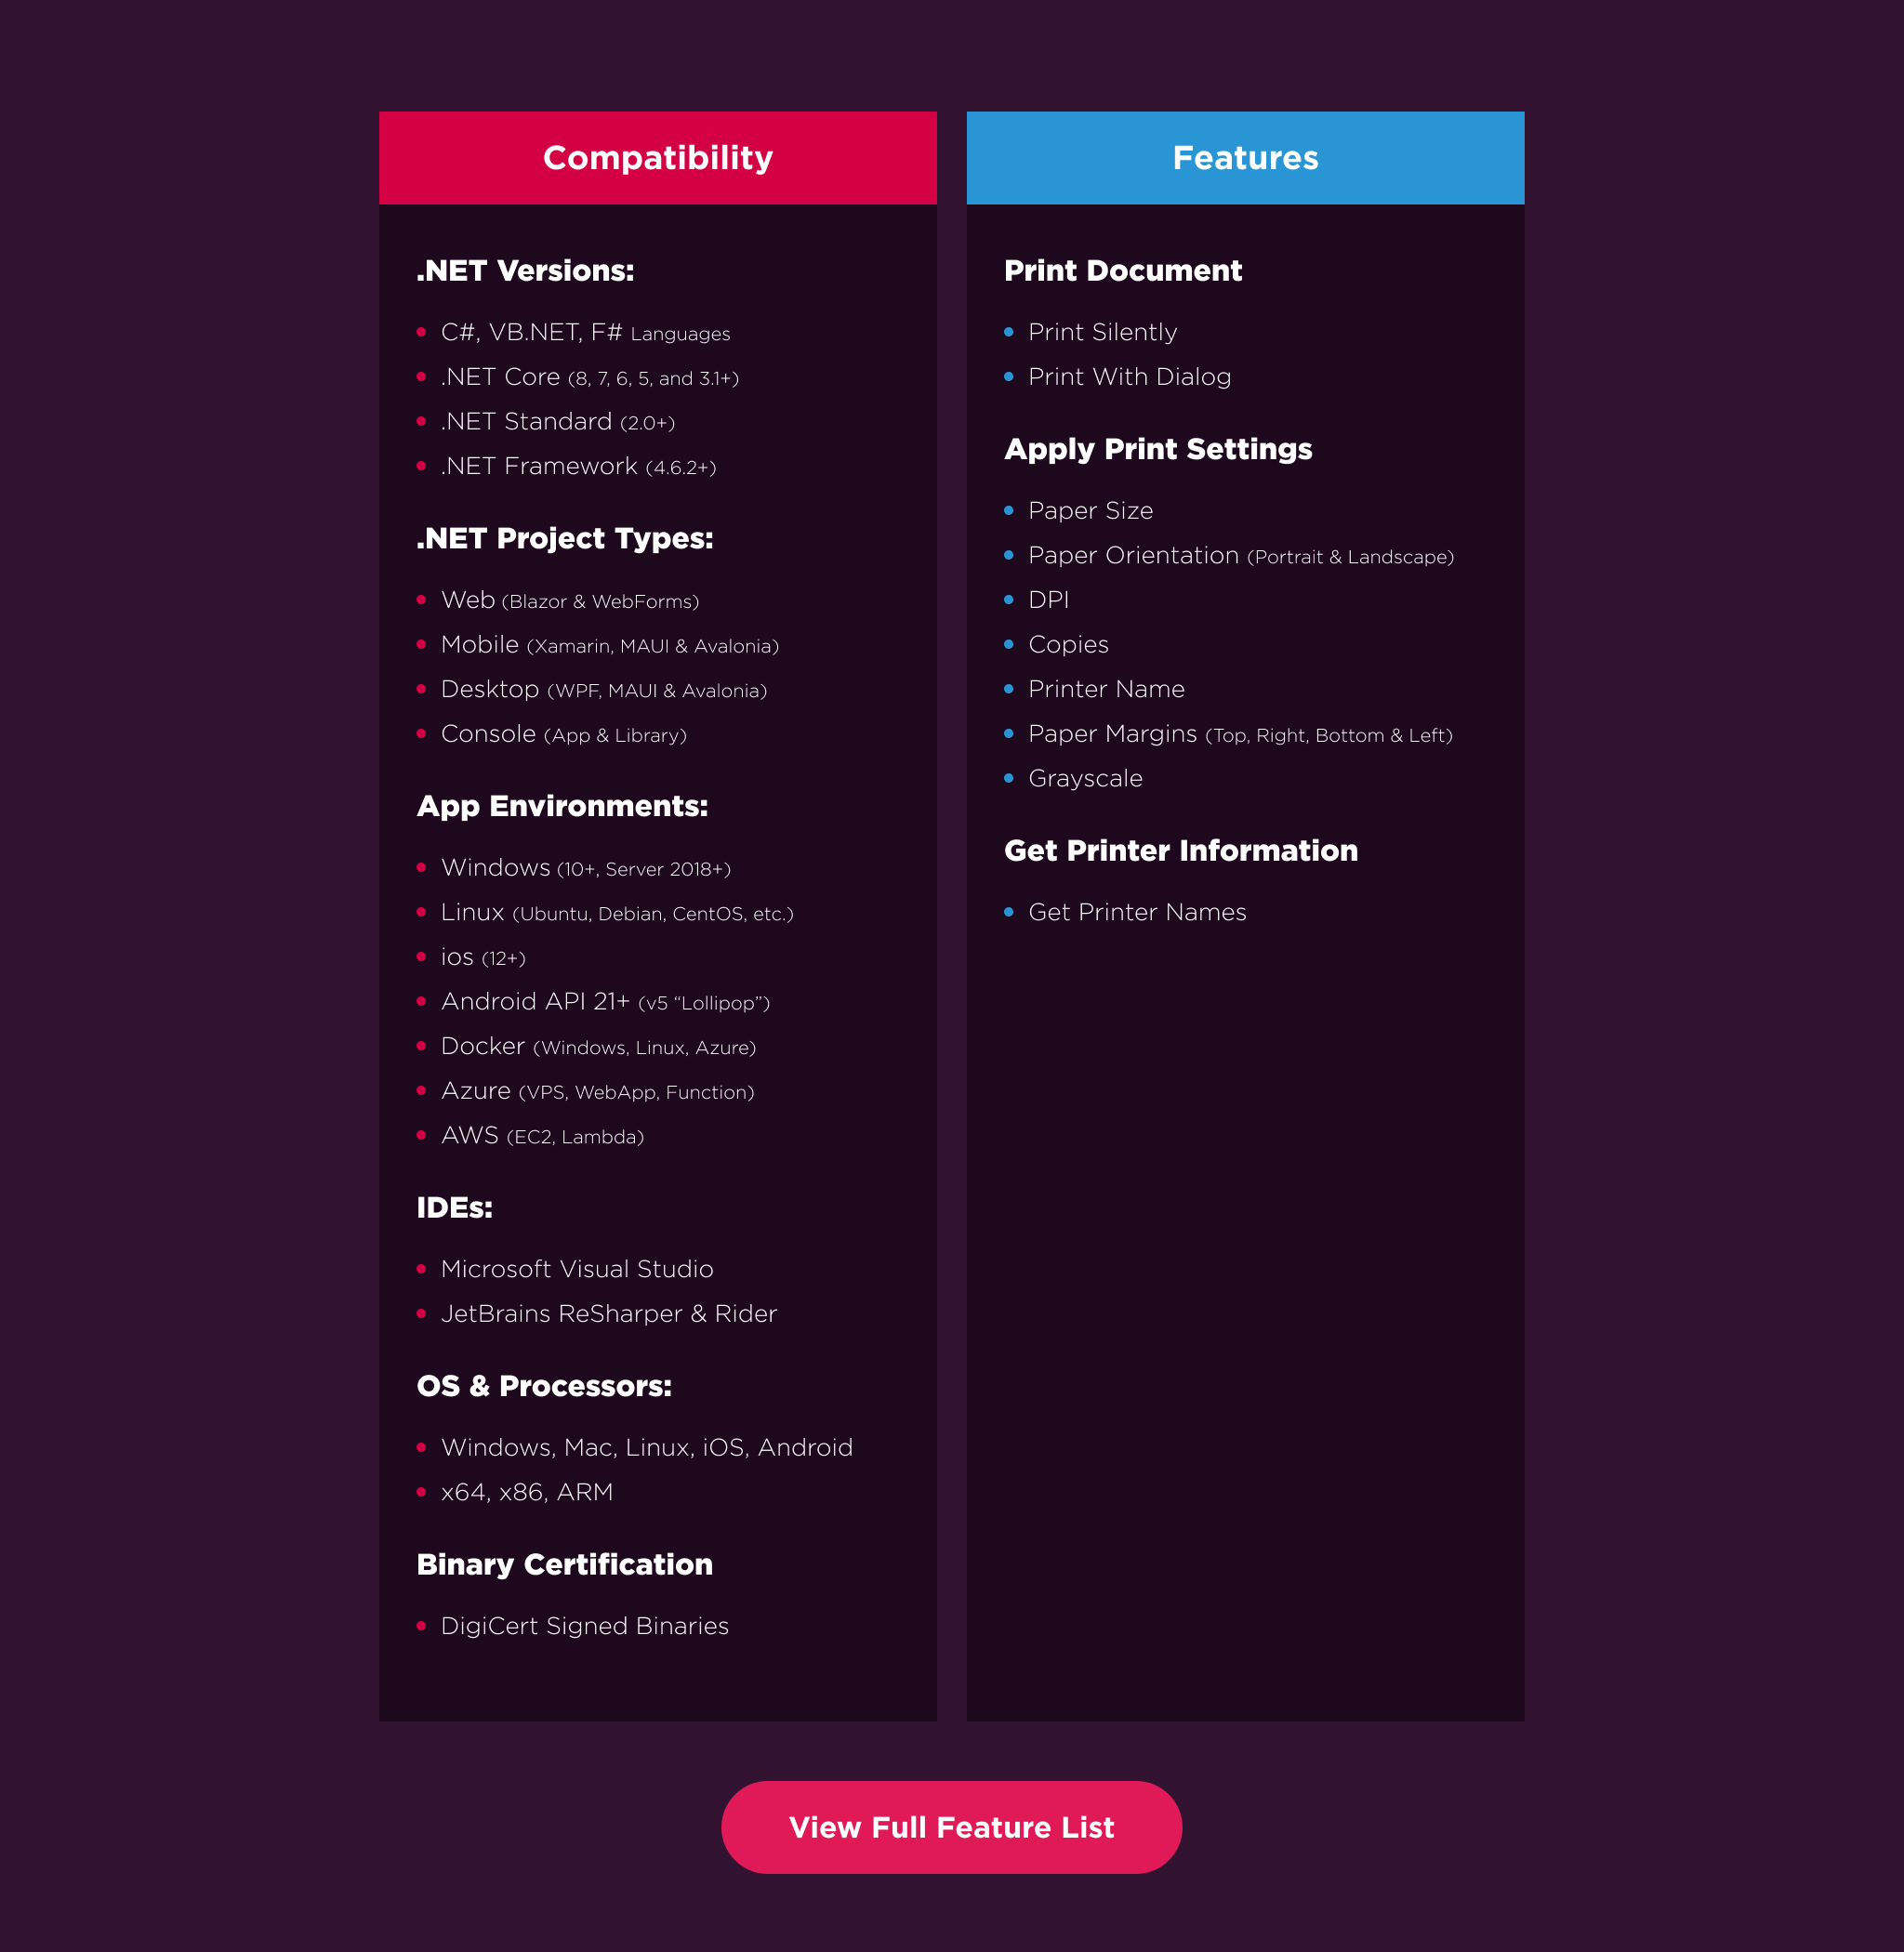 Compatibility
.NET Versions:
C#, VB.NET, F# Languages
.NET Core (8, 7, 6, 5, and 3.1+)
.NET Standard (2.0+)
.NET Framework (4.6.2+)
.NET Project Types:
Web (Blazor & WebForms)
Mobile (Xamarin, MAUI & Avalonia)
Desktop (WPF, MAUI & Avalonia)
Console (App & Library)
App Environments:
Windows (10+, Server 2018+)
Linux (Ubuntu, Debian, CentOS, etc.)
ios (12+)
Android API 21+ (v5 “Lollipop”)
Docker (Windows, Linux, Azure)
Azure (VPS, WebApp, Function)
AWS (EC2, Lambda)
IDEs:
Microsoft Visual Studio
JetBrains ReSharper & Rider
OS & Processors:
Windows, Mac, Linux, iOS, Android
x64, x86, ARM
Binary Certification
DigiCert Signed Binaries
Features
Print Document
Print Silently
Print With Dialog
Apply Print Settings
Paper Size
Paper Orientation (Portrait & Landscape)
DPI
Copies
Printer Name
Paper Margins (Top, Right, Bottom & Left)
Grayscale
Get Printer Information
Get Printer Names
View Full Feature List